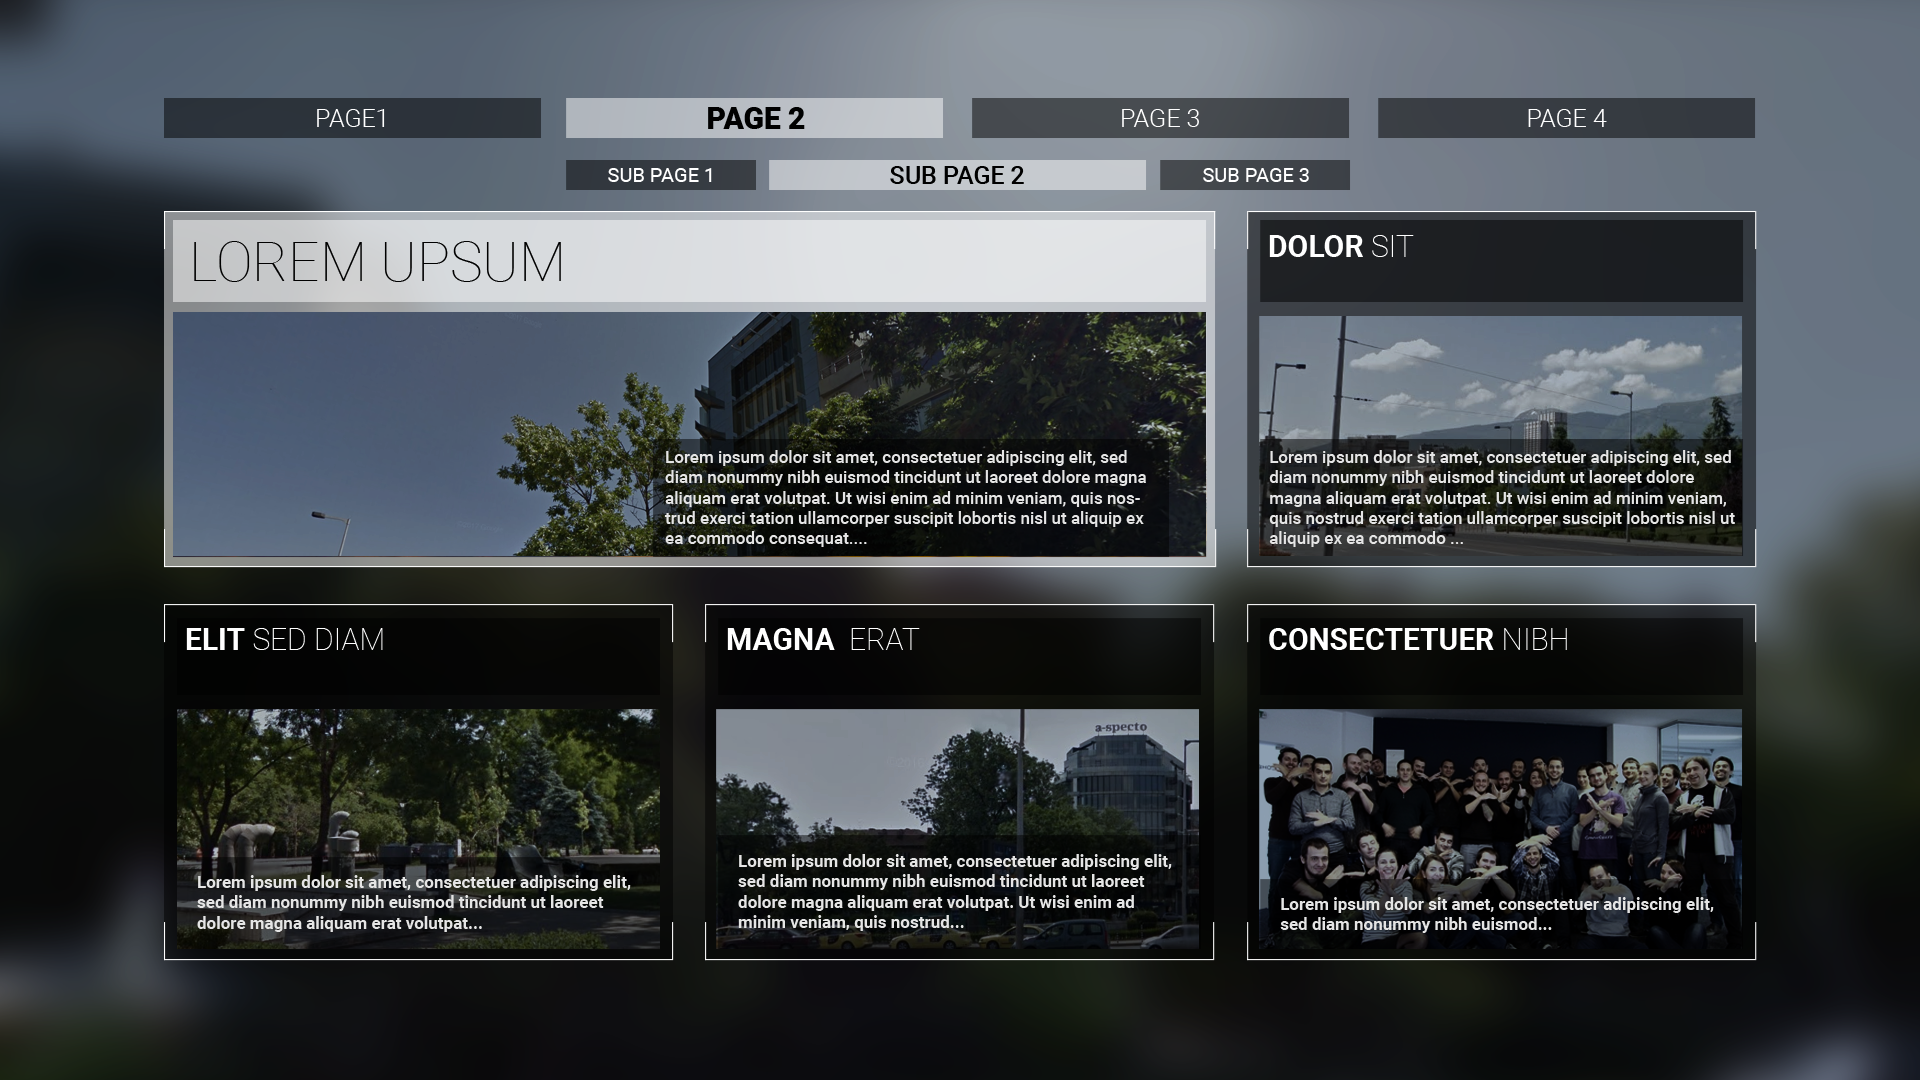 PAGE1
PAGE 2
PAGE 3
PAGE 4
SUB PAGE 1
SUB PAGE 2
SUB PAGE 3
LOREM UPSUM
Lorem ipsum dolor sit amet, consectetuer adipiscing elit, sed
diam nonummy nibh euismod tincidunt ut laoreet dolore magna
aliquam erat volutpat. Ut wisi enim ad minim veniam, quis nos-
trud exerci tation ullamcorper suscipit lobortis nisl ut aliquip ex
ea commodo consequat....
DOLOR SIT
Lorem ipsum dolor sit amet, consectetuer adipiscing elit, sed
diam nonummy nibh euismod tincidunt ut laoreet dolore
magna aliquam erat volutpat. Ut wisi enim ad minim veniam,
quis nostrud exerci tation ullamcorper suscipit lobortis nisl ut
aliquip ex ea commodo ...
ELIT SED DIAM
Lorem ipsum dolor sit amet, consectetuer adipiscing elit,
sed diam nonummy nibh euismod tincidunt ut laoreet
dolore magna aliquam erat volutpat...
MAGNA ERAT
a-specto
Lorem ipsum dolor sit amet, consectetuer adipiscing elit,
sed diam nonummy nibh euismod tincidunt ut laoreet
dolore magna aliquam erat volutpat. Ut wisi enim ad
minim veniam, quis nostrud...
CONSECTETUER NIBH
Lorem ipsum dolor sit amet, consectetuer adipiscing elit,
sed diam nonummy nibh euismod...